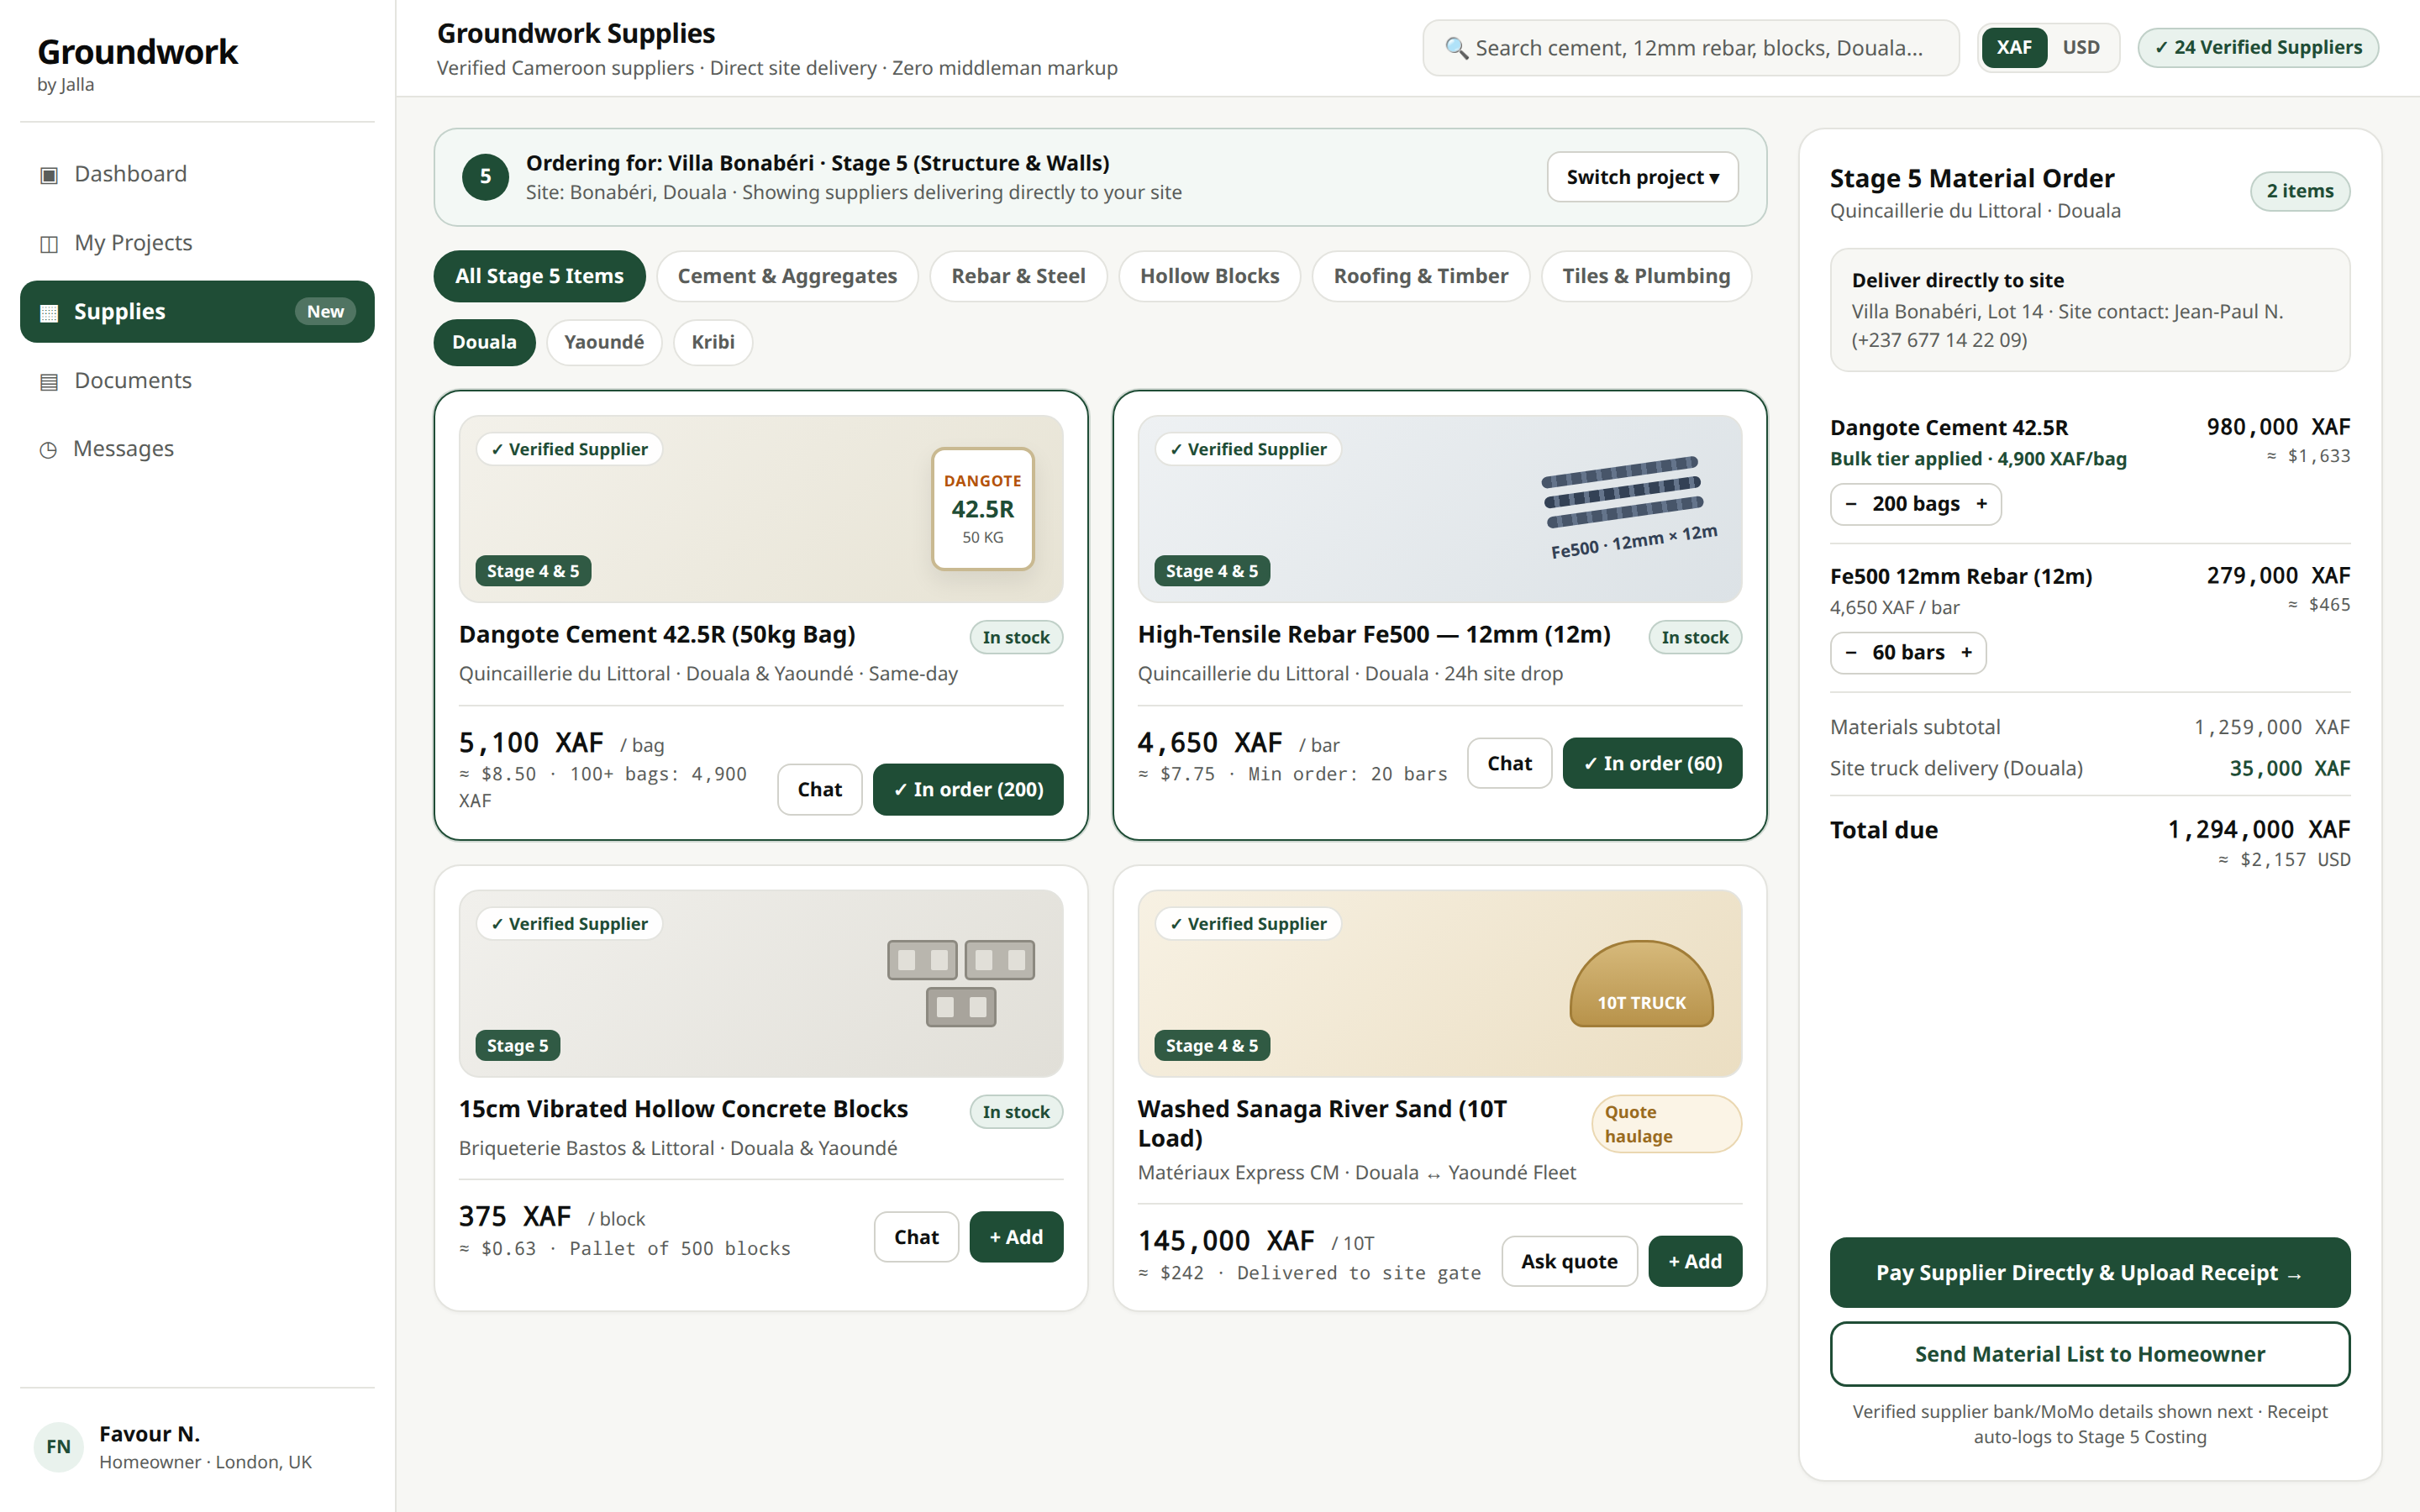 Groundwork
by Jalla
Dashboard
My Projects
Supplies
New
Documents
Messages
FN
Favour N.
Homeowner · London, UK
Groundwork Supplies
Verified Cameroon suppliers · Direct site delivery · Zero middleman markup
🔍 Search cement, 12mm rebar, blocks, Douala...
XAF
USD
✓ 24 Verified Suppliers
5
Ordering for: Villa Bonabéri · Stage 5 (Structure & Walls)
Site: Bonabéri, Douala · Showing suppliers delivering directly to your site
Switch project ▾
All Stage 5 Items
Cement & Aggregates
Rebar & Steel
Hollow Blocks
Roofing & Timber
Tiles & Plumbing
Douala
Yaoundé
Kribi
✓ Verified Supplier
DANGOTE
42.5R
50 KG
Stage 4 & 5
Dangote Cement 42.5R (50kg Bag)
In stock
Quincaillerie du Littoral · Douala & Yaoundé · Same-day
5,100 XAF / bag
≈ $8.50 · 100+ bags: 4,900
XAF
Chat
✓ In order (200)
✓ Verified Supplier
Fe500 · 12mm × 12m
Stage 4 & 5
High-Tensile Rebar Fe500 — 12mm (12m)
In stock
Quincaillerie du Littoral · Douala · 24h site drop
4,650 XAF / bar
≈ $7.75 · Min order: 20 bars
Chat
✓ In order (60)
✓ Verified Supplier
Stage 5
15cm Vibrated Hollow Concrete Blocks
In stock
Briqueterie Bastos & Littoral · Douala & Yaoundé
375 XAF / block
≈ $0.63 · Pallet of 500 blocks
Chat
+ Add
✓ Verified Supplier
10T TRUCK
Stage 4 & 5
Washed Sanaga River Sand (10T
Load)
Quote
haulage
Matériaux Express CM · Douala ↔ Yaoundé Fleet
145,000 XAF / 10T
≈ $242 · Delivered to site gate
Ask quote
+ Add
Stage 5 Material Order
Quincaillerie du Littoral · Douala
2 items
Deliver directly to site
Villa Bonabéri, Lot 14 · Site contact: Jean-Paul N.
(+237 677 14 22 09)
Dangote Cement 42.5R
980,000 XAF
Bulk tier applied · 4,900 XAF/bag
≈ $1,633
− 200 bags +
Fe500 12mm Rebar (12m)
279,000 XAF
4,650 XAF / bar
≈ $465
− 60 bars +
Materials subtotal
1,259,000 XAF
Site truck delivery (Douala)
35,000 XAF
Total due
1,294,000 XAF
≈ $2,157 USD
Pay Supplier Directly & Upload Receipt →
Send Material List to Homeowner
Verified supplier bank/MoMo details shown next · Receipt
auto-logs to Stage 5 Costing